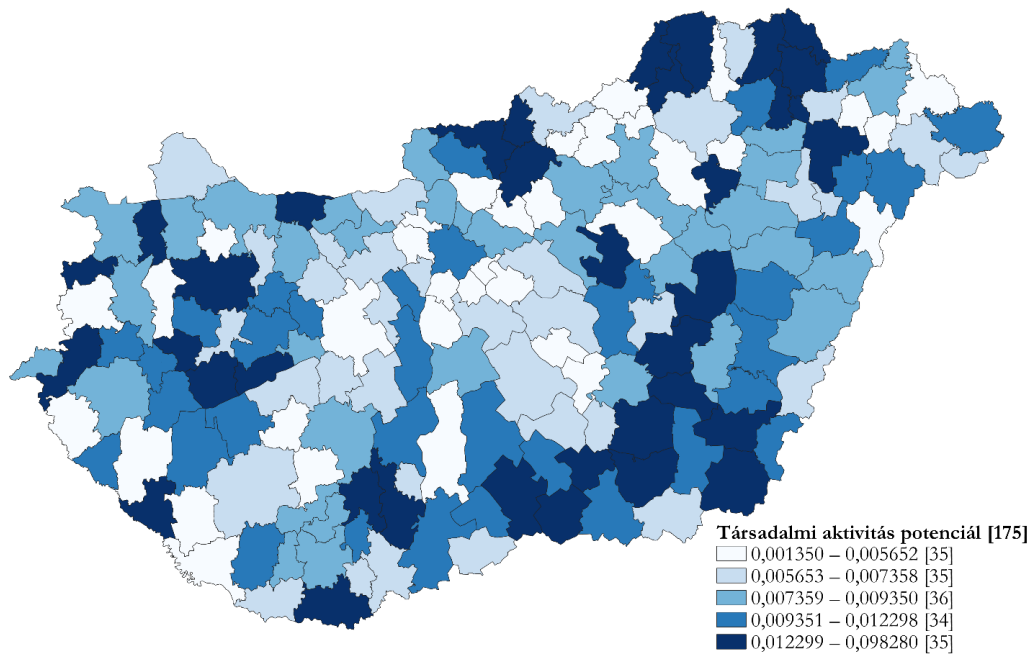 Társadalmi aktivitás potenciál [175]
0,001350 – 0,005652 [35]
0,005653 – 0,007358 [35]
0,007359 – 0,009350 [36]
0,009351 – 0,012298 [34]
0,012299 – 0,098280 [35]